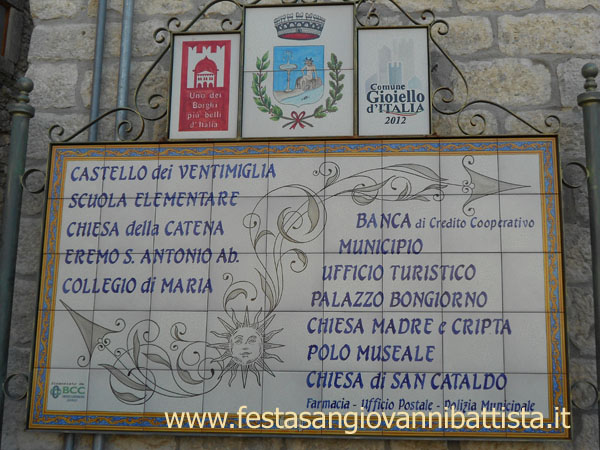 Uno dei
Borghi
più belli
d'Italia
Comune
Gioiello
d'ITALIA
2012
CASTELLO dei VENTIMIGLIA
SCUOLA ELEMENTARE
CHIESA della CATENA
EREMO S. ANTONIO Ab.
COLLEGIO di MARIA
BANCA di Credito Cooperativo
MUNICIPIO
UFFICIO TURISTICO
PALAZZO BONGIORNO
CHIESA MADRE e CRIPTA
POLO MUSEALE
CHIESA di SAN CATALDO
Farmacia - Ufficio Postale - Polizia Municipale
BCC
www.festasangiovannibattista.it